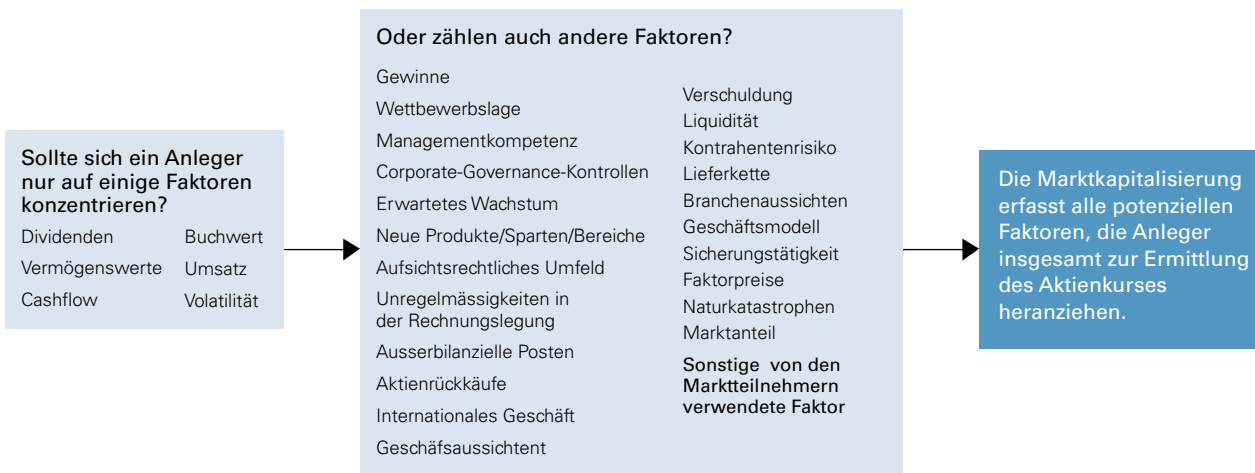 Sollte sich ein Anleger
nur auf einige Faktoren
konzentrieren?
Dividenden
Vermögenswerte
Cashflow
Buchwert
Umsatz
Volatilität
Oder zählen auch andere Faktoren?
Gewinne
Wettbewerbslage
Managementkompetenz
Corporate-Governance-Kontrollen
Erwartetes Wachstum
Neue Produkte/Sparten/Bereiche
Aufsichtsrechtliches Umfeld
Unregelmässigkeiten in
der Rechnungslegung
Ausserbilanzielle Posten
Aktienrückkäufe
Internationales Geschäft
Geschäfsaussichtent
Verschuldung
Liquidität
Kontrahentenrisiko
Lieferkette
Branchenaussichten
Geschäftsmodell
Sicherungstätigkeit
Faktorpreise
Naturkatastrophen
Marktanteil
Sonstige von den
Marktteilnehmern
verwendete Faktor
Die Marktkapitalisierung
erfasst alle potenziellen
Faktoren, die Anleger
insgesamt zur Ermittlung
des Aktienkurses
heranziehen.